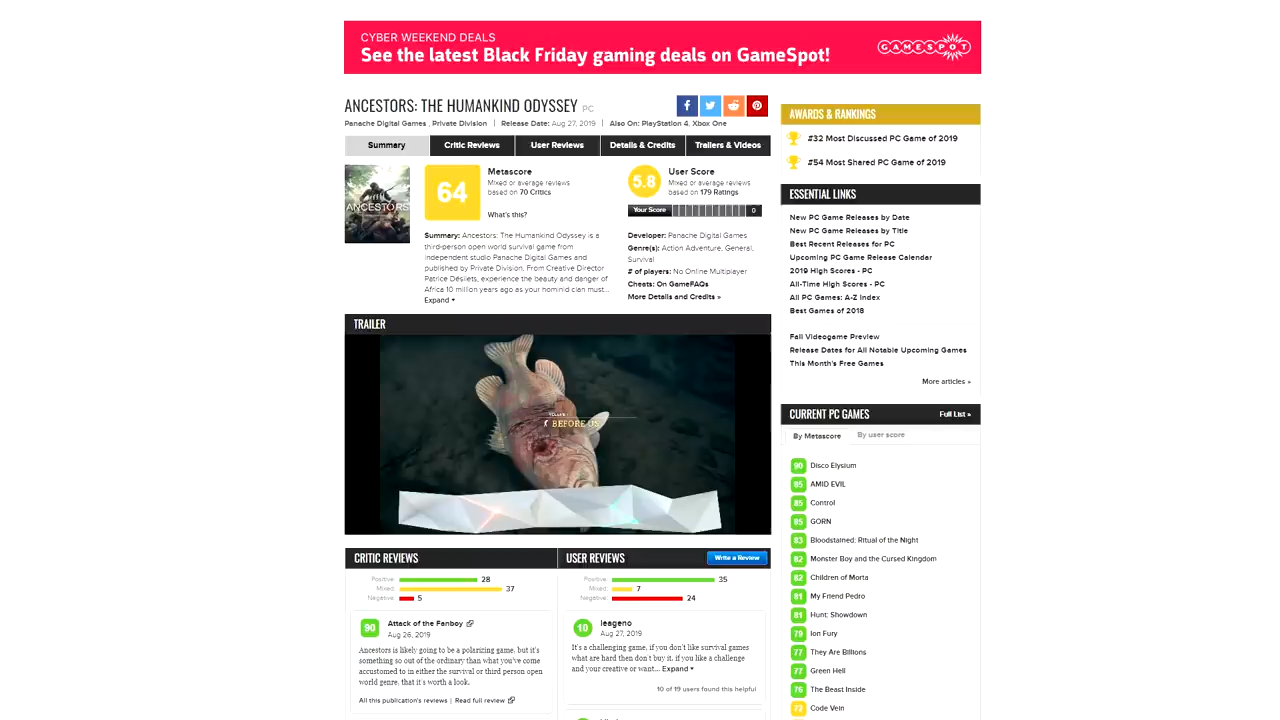 CYBER WEEKEND DEALS
See the latest Black Friday gaming deals on GameSpot!
GAMESPOT
ANCESTORS: THE HUMANKIND ODYSSEY PC
Panache Digital Games , Private Division | Release Date: Aug 27, 2019 | Also On: PlayStation 4, Xbox One
Summary
Critic Reviews
User Reviews
Details & Credits
Trailers & Videos
ANCESTORS
64
Metascore
Mixed or average reviews
based on 70 Critics
What's this?
Summary: Ancestors: The Humankind Odyssey is a
third-person open world survival game from
independent studio Panache Digital Games and
published by Private Division. From Creative Director
Patrice Désilets, experience the beauty and danger of
Africa 10 million years ago as your hominid clan must...
Expand
5.8
User Score
Mixed or average reviews
based on 179 Ratings
Your Score
0
Developer: Panache Digital Games
Genre(s): Action Adventure, General,
Survival
# of players: No Online Multiplayer
Cheats: On GameFAQs
More Details and Credits »
TRAILER
BEFORE US
CRITIC REVIEWS
Positive: 28
Mixed: 37
Negative: 5
90
Attack of the Fanboy
Aug 26, 2019
Ancestors is likely going to be a polarizing game, but it's
something so out of the ordinary than what you've come
accustomed to in either the survival or third person open
world genre, that it's worth a look.
All this publication's reviews | Read full review
USER REVIEWS
Write a Review
Positive: 35
Mixed: 7
Negative: 24
10
leageno
Aug 27, 2019
It's a challenging game, if you don't like survival games
what are hard then don't buy it, if you like a challenge
and your creative or want... Expand
10 of 19 users found this helpful
AWARDS & RANKINGS
#32 Most Discussed PC Game of 2019
#54 Most Shared PC Game of 2019
ESSENTIAL LINKS
New PC Game Releases by Date
New PC Game Releases by Title
Best Recent Releases for PC
Upcoming PC Game Release Calendar
2019 High Scores - PC
All-Time High Scores - PC
All PC Games: A-Z Index
Best Games of 2018
Fall Videogame Preview
Release Dates for All Notable Upcoming Games
This Month's Free Games
More articles »
CURRENT PC GAMES
Full List »
By Metascore
By user score
90 Disco Elysium
85 AMID EVIL
85 Control
85 GORN
83 Bloodstained: Ritual of the Night
82 Monster Boy and the Cursed Kingdom
82 Children of Morta
81 My Friend Pedro
81 Hunt: Showdown
79 Ion Fury
77 They Are Billions
77 Green Hell
76 The Beast Inside
72 Code Vein